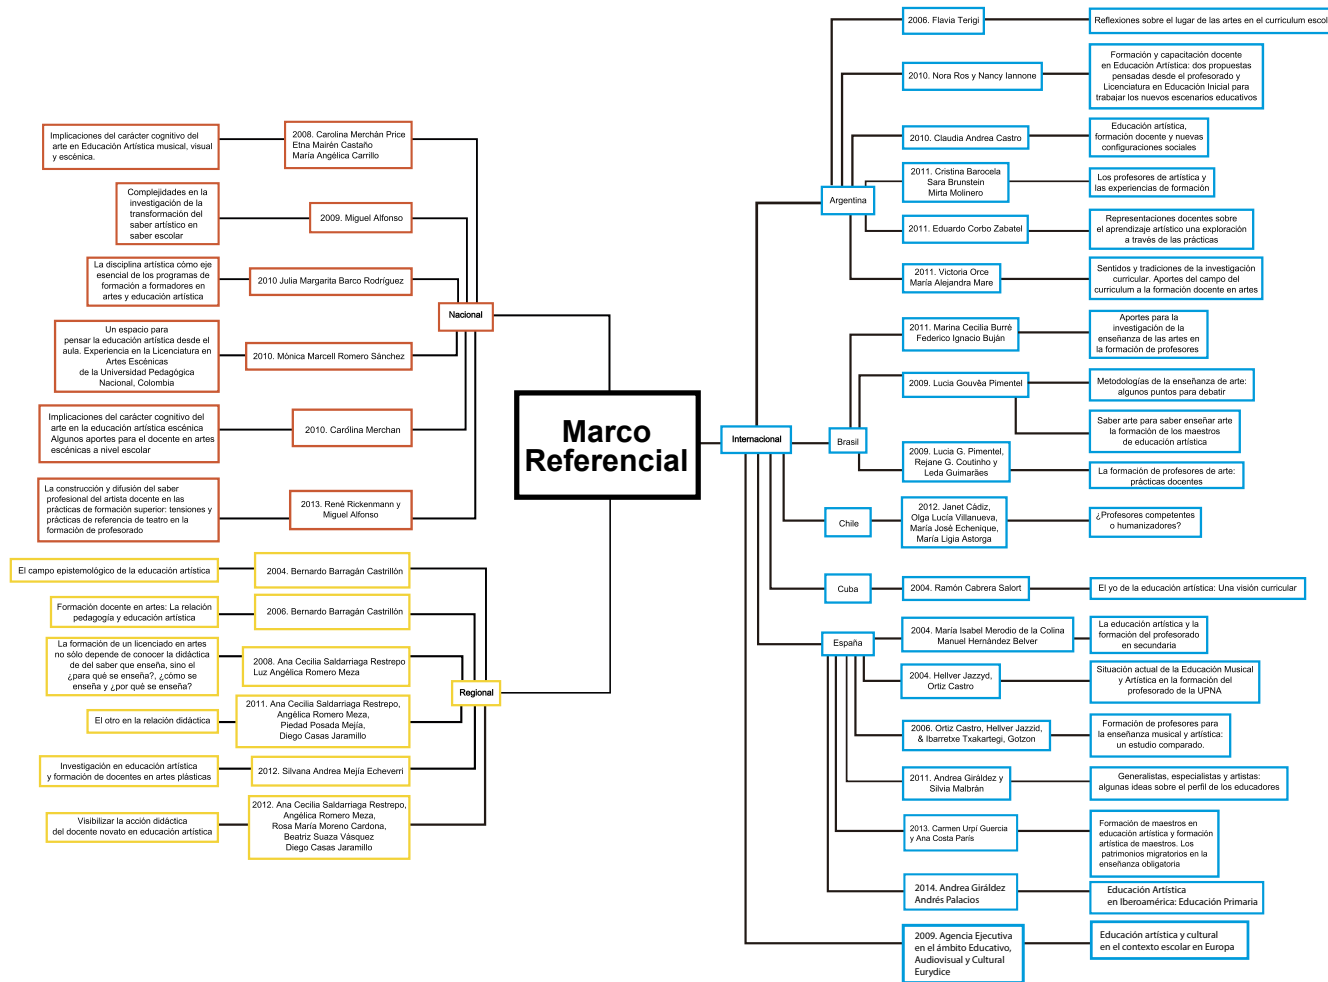 Marco
Referencial
Nacional
2008. Carolina Merchán Price
Etna Mairén Castaño
María Angélica Carrillo
Implicaciones del carácter cognitivo del
arte en Educación Artística musical, visual
y escénica.
2009. Miguel Alfonso
Complejidades en la
investigación de la
transformación del
saber artístico en
saber escolar
2010 Julia Margarita Barco Rodríguez
La disciplina artística cómo eje
esencial de los programas de
formación a formadores en
artes y educación artística
2010. Mònica Marcell Romero Sánchez
Un espacio para
pensar la educación artística desde el
aula. Experiencia en la Licenciatura en
Artes Escénicas
de la Universidad Pedagógica
Nacional, Colombia
2010. Carólina Merchan
Implicaciones del carácter cognitivo del
arte en la educación artística escénica
Algunos aportes para el docente en artes
escénicas a nivel escolar
2013. René Rickenmann y
Miguel Alfonso
La construcción y difusión del saber
profesional del artista docente en las
prácticas de formación superior: tensiones y
prácticas de referencia de teatro en la
formación de profesorado
Regional
2004. Bernardo Barragán Castrillón
El campo epistemológico de la educación artística
2006. Bernardo Barragán Castrillón
Formación docente en artes: La relación
pedagogía y educación artística
2008. Ana Cecilia Saldarriaga Restrepo
Luz Angélica Romero Meza
La formación de un licenciado en artes
no sólo depende de conocer la didáctica
de del saber que enseña, sino el
¿para qué se enseña?, ¿cómo se
enseña y ¿por qué se enseña?
2011. Ana Cecilia Saldarriaga Restrepo,
Angélica Romero Meza,
Piedad Posada Mejía,
Diego Casas Jaramillo
El otro en la relación didáctica
2012. Silvana Andrea Mejía Echeverri
Investigación en educación artística
y formación de docentes en artes plásticas
2012. Ana Cecilia Saldarriaga Restrepo,
Angélica Romero Meza,
Rosa María Moreno Cardona,
Beatriz Suaza Vásquez
Diego Casas Jaramillo
Visibilizar la acción didáctica
del docente novato en educación artística
Internacional
Argentina
2006. Flavia Terigi
Reflexiones sobre el lugar de las artes en el curriculum escol
2010. Nora Ros y Nancy Iannone
Formación y capacitación docente
en Educación Artística: dos propuestas
pensadas desde el profesorado y
Licenciatura en Educación Inicial para
trabajar los nuevos escenarios educativos
2010. Claudia Andrea Castro
Educación artística,
formación docente y nuevas
configuraciones sociales
2011. Cristina Barocela
Sara Brunstein
Mirta Molinero
Los profesores de artística y
las experiencias de formación
2011. Eduardo Corbo Zabatel
Representaciones docentes sobre
el aprendizaje artístico una exploración
a través de las prácticas
2011. Victoria Orce
María Alejandra Mare
Sentidos y tradiciones de la investigación
curricular. Aportes del campo del
curriculum a la formación docente en artes
Brasil
2011. Marina Cecilia Burré
Federico Ignacio Buján
Aportes para la
investigación de la
enseñanza de las artes en
la formación de profesores
2009. Lucia Gouvêa Pimentel
Metodologías de la enseñanza de arte:
algunos puntos para debatir
Saber arte para saber enseñar arte
la formación de los maestros
de educación artística
2009. Lucia G. Pimentel,
Rejane G. Coutinho y
Leda Guimarães
La formación de profesores de arte:
prácticas docentes
Chile
2012. Janet Cádiz,
Olga Lucía Villanueva,
María José Echenique,
María Ligia Astorga
¿Profesores competentes
o humanizadores?
Cuba
2004. Ramón Cabrera Salort
El yo de la educación artística: Una visión curricular
España
2004. María Isabel Merodio de la Colina
Manuel Hernández Belver
La educación artística y la
formación del profesorado
en secundaria
2004. Hellver Jazzyd,
Ortiz Castro
Situación actual de la Educación Musical
y Artística en la formación del
profesorado de la UPNA
2006. Ortiz Castro, Hellver Jazzid,
& Ibarretxe Txakartegi, Gotzon
Formación de profesores para
la enseñanza musical y artística:
un estudio comparado.
2011. Andrea Giráldez y
Silvia Malbrán
Generalistas, especialistas y artistas:
algunas ideas sobre el perfil de los educadores
2013. Carmen Urpí Guercia
y Ana Costa París
Formación de maestros en
educación artística y formación
artística de maestros. Los
patrimonios migratorios en la
enseñanza obligatoria
2014. Andrea Giráldez
Andrés Palacios
Educación Artística
en Iberoamérica: Educación Primaria
2009. Agencia Ejecutiva
en el ámbito Educativo,
Audiovisual y Cultural
Eurydice
Educación artística y cultural
en el contexto escolar en Europa